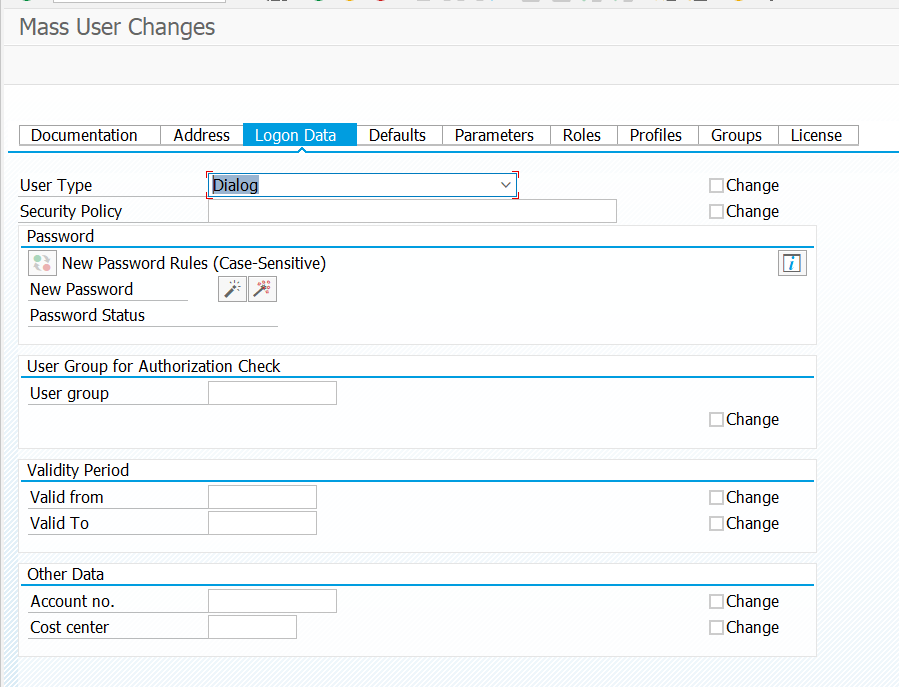 Mass User Changes
Documentation Address Logon Data Defaults Parameters Roles Profiles Groups License
User Type Dialog Change
Security Policy Change
Password
New Password Rules (Case-Sensitive) i
New Password
Password Status
User Group for Authorization Check
User group
Change
Validity Period
Valid from Change
Valid To Change
Other Data
Account no. Change
Cost center Change